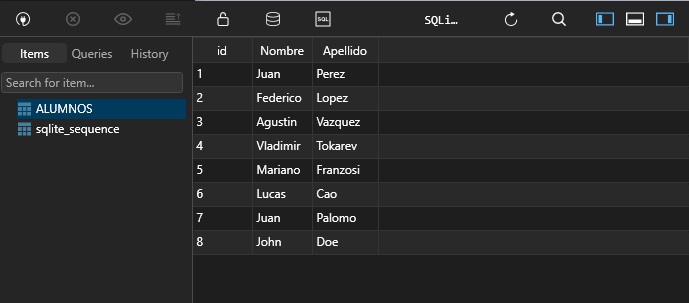 SQL SQLi...
Items Queries History
Search for item...
ALUMNOS
sqlite_sequence
id Nombre Apellido
1 Juan Perez
2 Federico Lopez
3 Agustin Vazquez
4 Vladimir Tokarev
5 Mariano Franzosi
6 Lucas Cao
7 Juan Palomo
8 John Doe